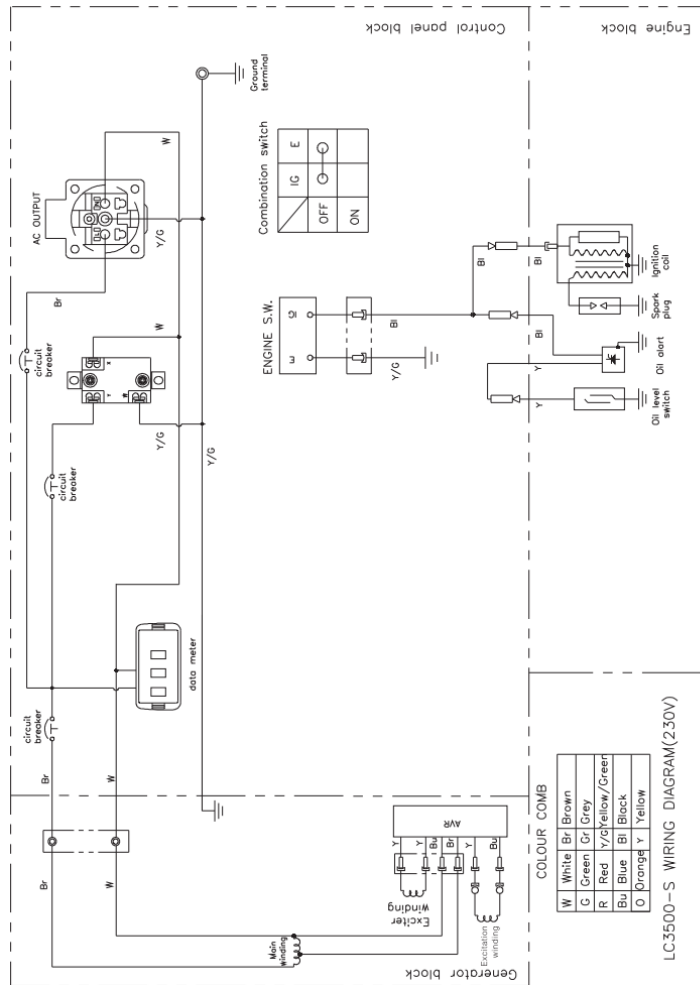 Control panel block
Engine block
Generator block
Ground
terminal
AC OUTPUT
W
Y/G
Br
circuit
breaker
W
Y/G
Y/G
circuit
breaker
data meter
circuit
breaker
Br
W
Br
W
Main
winding
Exciter
winding
Excitation
winding
AVR
Y
Y
Bu
Br
Y
Bu
Combination switch
IG
E
OFF
ON
ENGINE S.W.
IG
E
Bl
Y/G
Bl
Bl
Bl
Y
Y
Ignition
coil
Spark
plug
Oil alart
Oil level
switch
COLOUR COMB
W White Br Brown
G Green Gr Grey
R Red Y/G Yellow/Green
Bu Blue Bl Black
O Orange Y Yellow
LC3500-S WIRING DIAGRAM(230V)